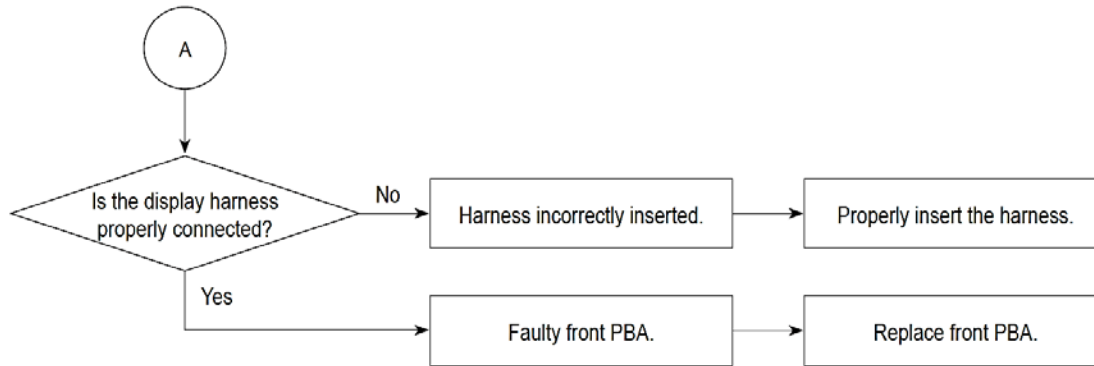 A
Is the display harness
properly connected?
No
Harness incorrectly inserted.
Properly insert the harness.
Yes
Faulty front PBA.
Replace front PBA.